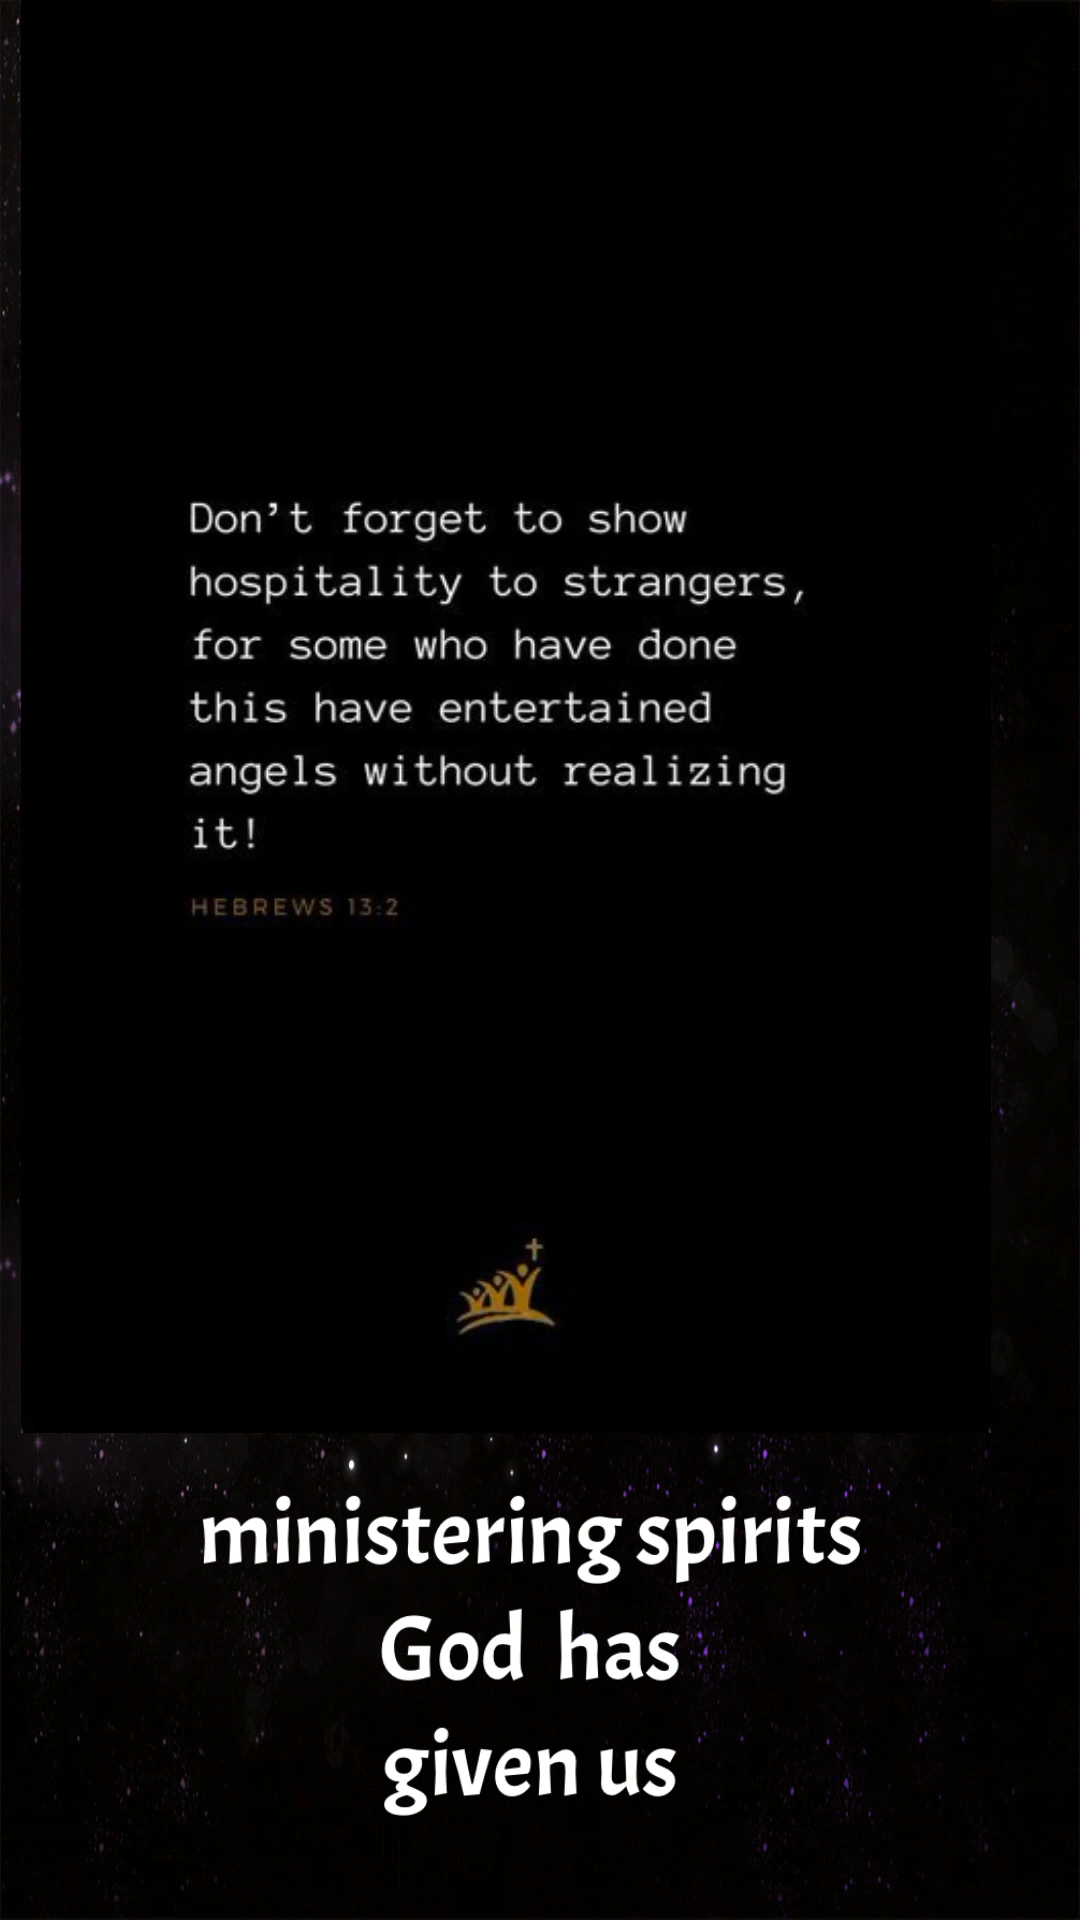 Don’t forget to show
hospitality to strangers,
for some who have done
this have entertained
angels without realizing
it!
HEBREWS 13:2
ministering spirits
God has
given us